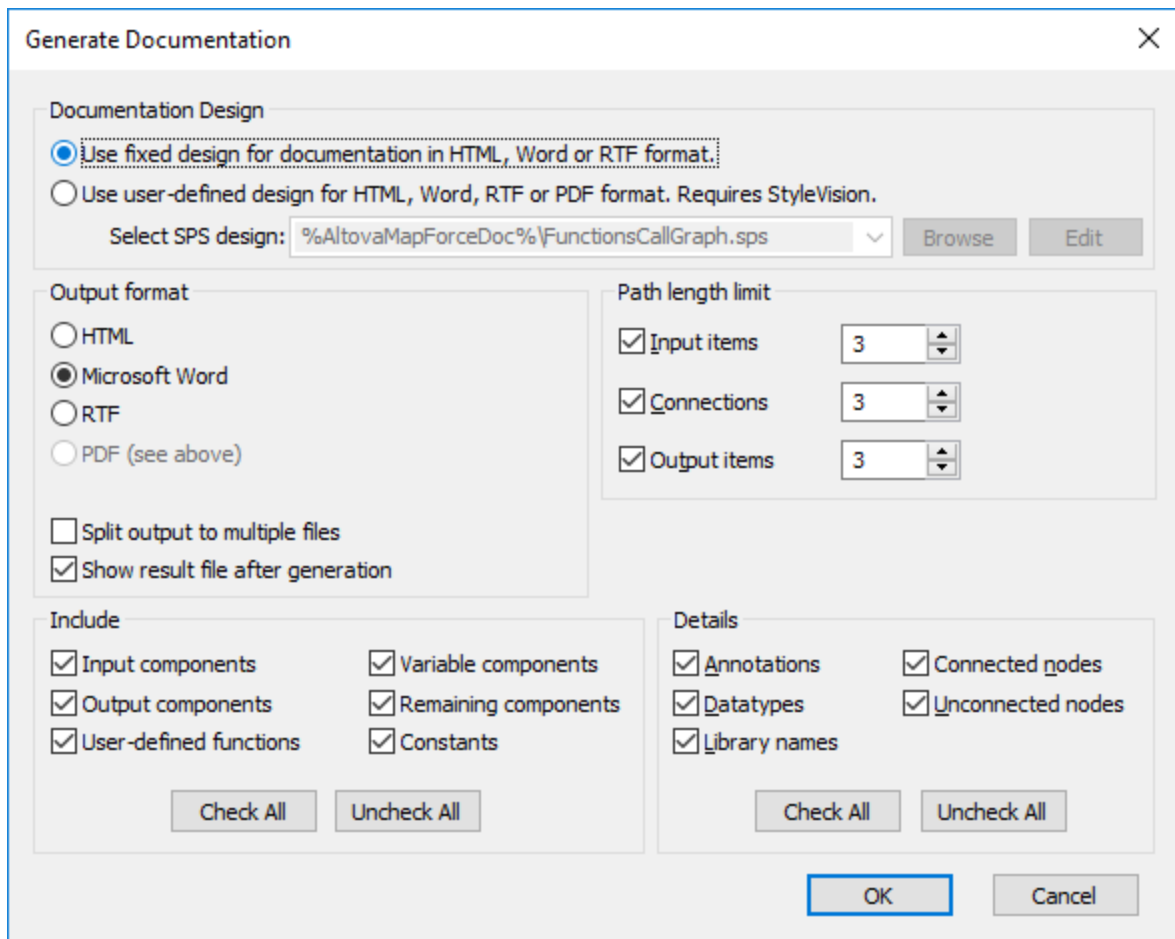 Generate Documentation
Documentation Design
Use fixed design for documentation in HTML, Word or RTF format.
Use user-defined design for HTML, Word, RTF or PDF format. Requires StyleVision.
Select SPS design: %AltovaMapForceDoc%\FunctionsCallGraph.sps Browse Edit
Output format
HTML
Microsoft Word
RTF
PDF (see above)
Split output to multiple files
Show result file after generation
Path length limit
Input items 3
Connections 3
Output items 3
Include
Input components Variable components
Output components Remaining components
User-defined functions Constants
Check All Uncheck All
Details
Annotations Connected nodes
Datatypes Unconnected nodes
Library names
Check All Uncheck All
OK Cancel